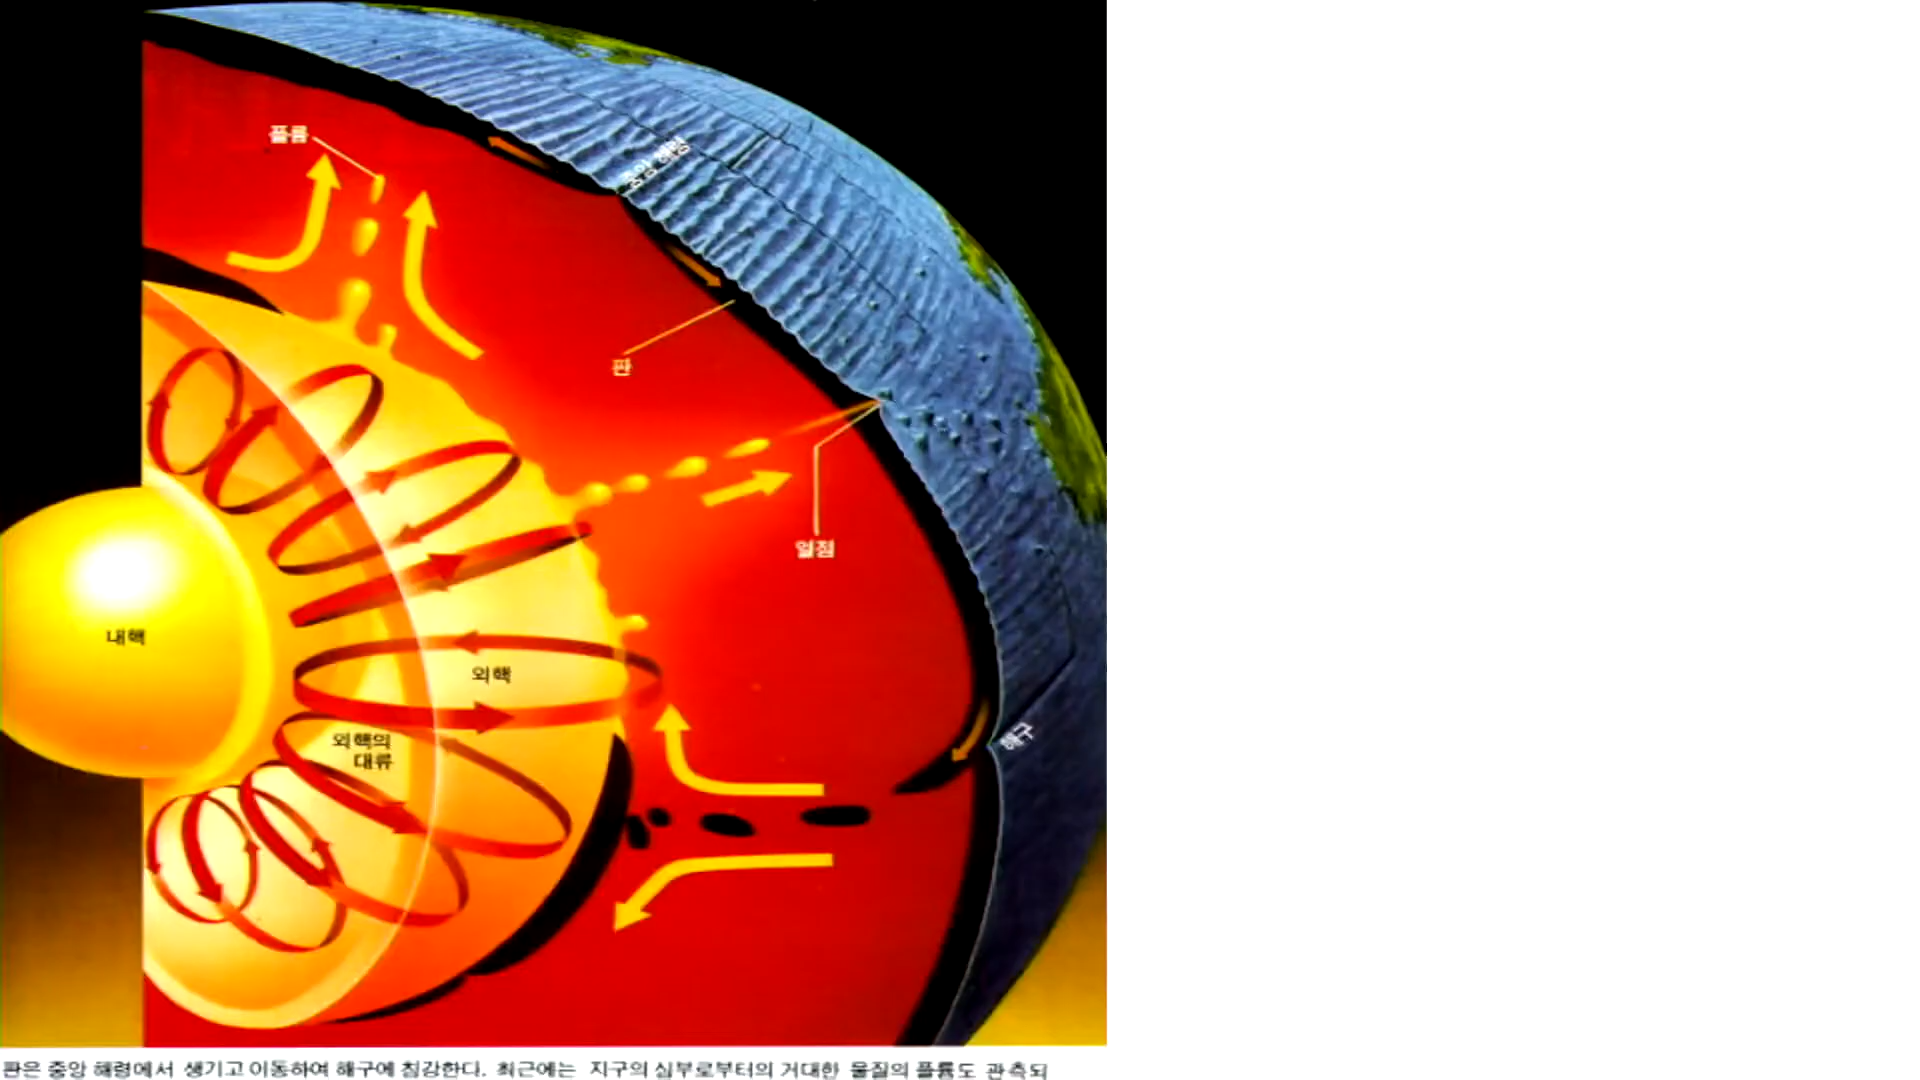 중앙 해령
플룸
판
열점
내핵
외핵
외핵의
대류
해구
판은 중앙 해령에서 생기고 이동하여 해구에 침강한다. 최근에는 지구의 심부로부터의 거대한 물질의 플룸도 관측되